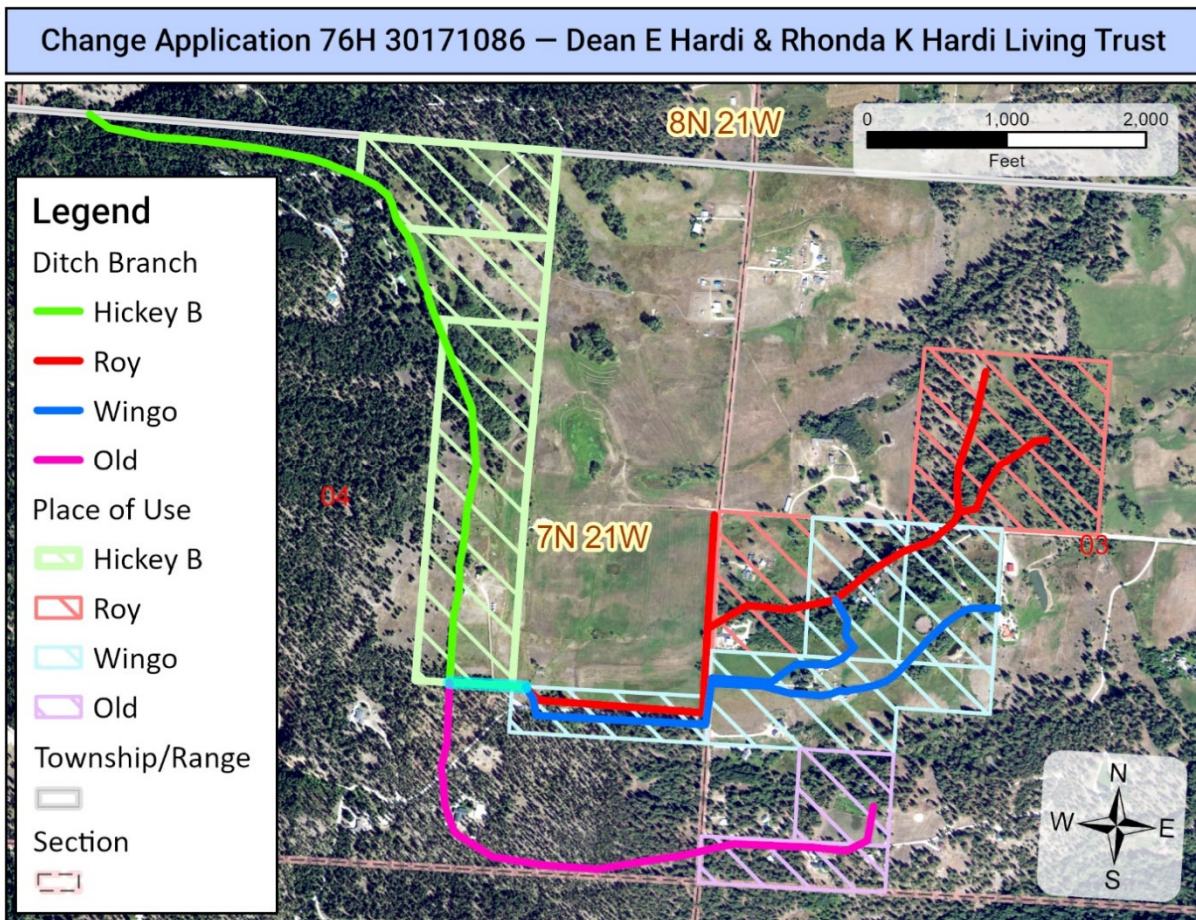 Change Application 76H 30171086 – Dean E Hardi & Rhonda K Hardi Living Trust
8N 21W
0 1,000 2,000
Feet
Legend
Ditch Branch
Hickey B
Roy
Wingo
Old
Place of Use
Hickey B
Roy
Wingo
Old
Township/Range
Section
04
7N 21W
03
N
W E
S